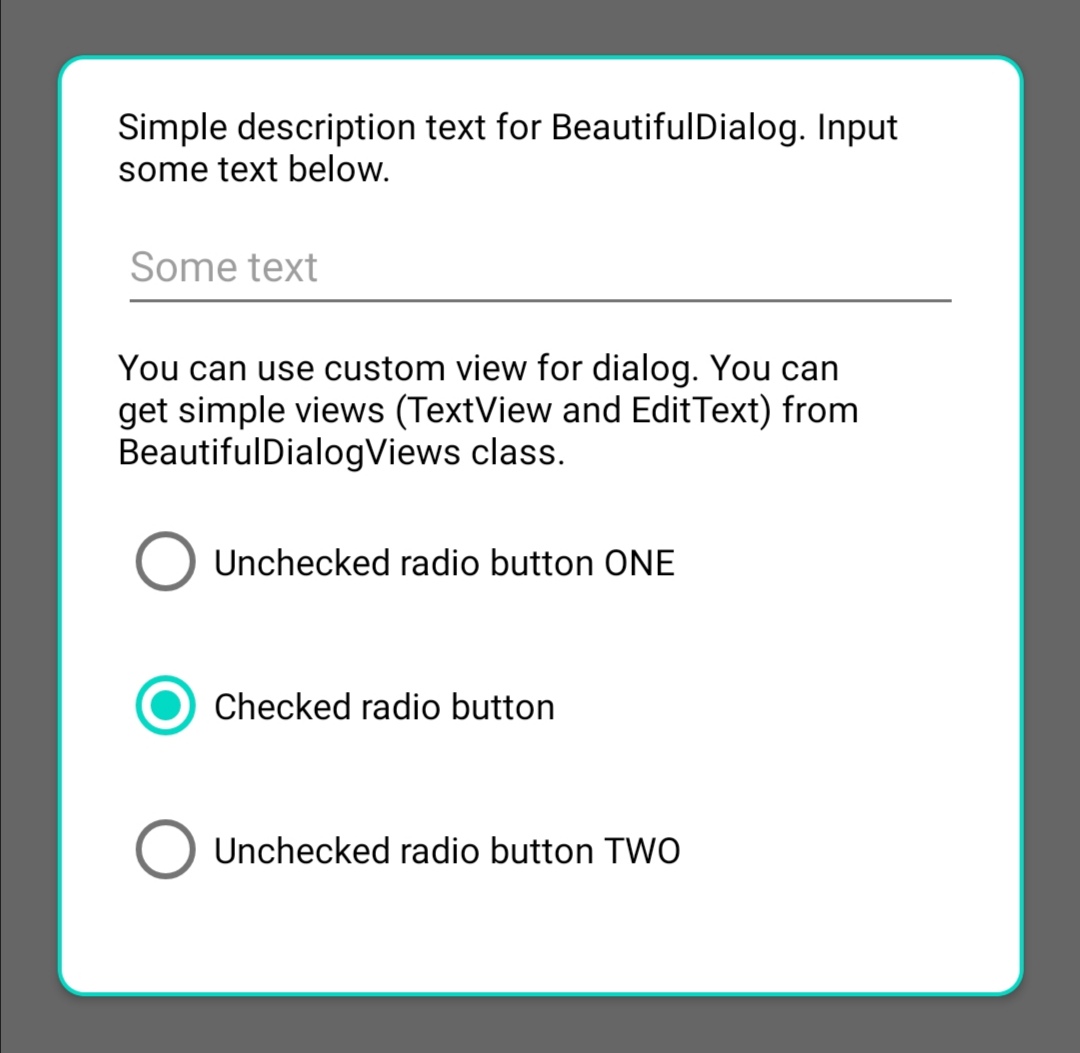 Simple description text for BeautifulDialog. Input
some text below.
Some text
You can use custom view for dialog. You can
get simple views (TextView and EditText) from
BeautifulDialogViews class.
Unchecked radio button ONE
Checked radio button
Unchecked radio button TWO